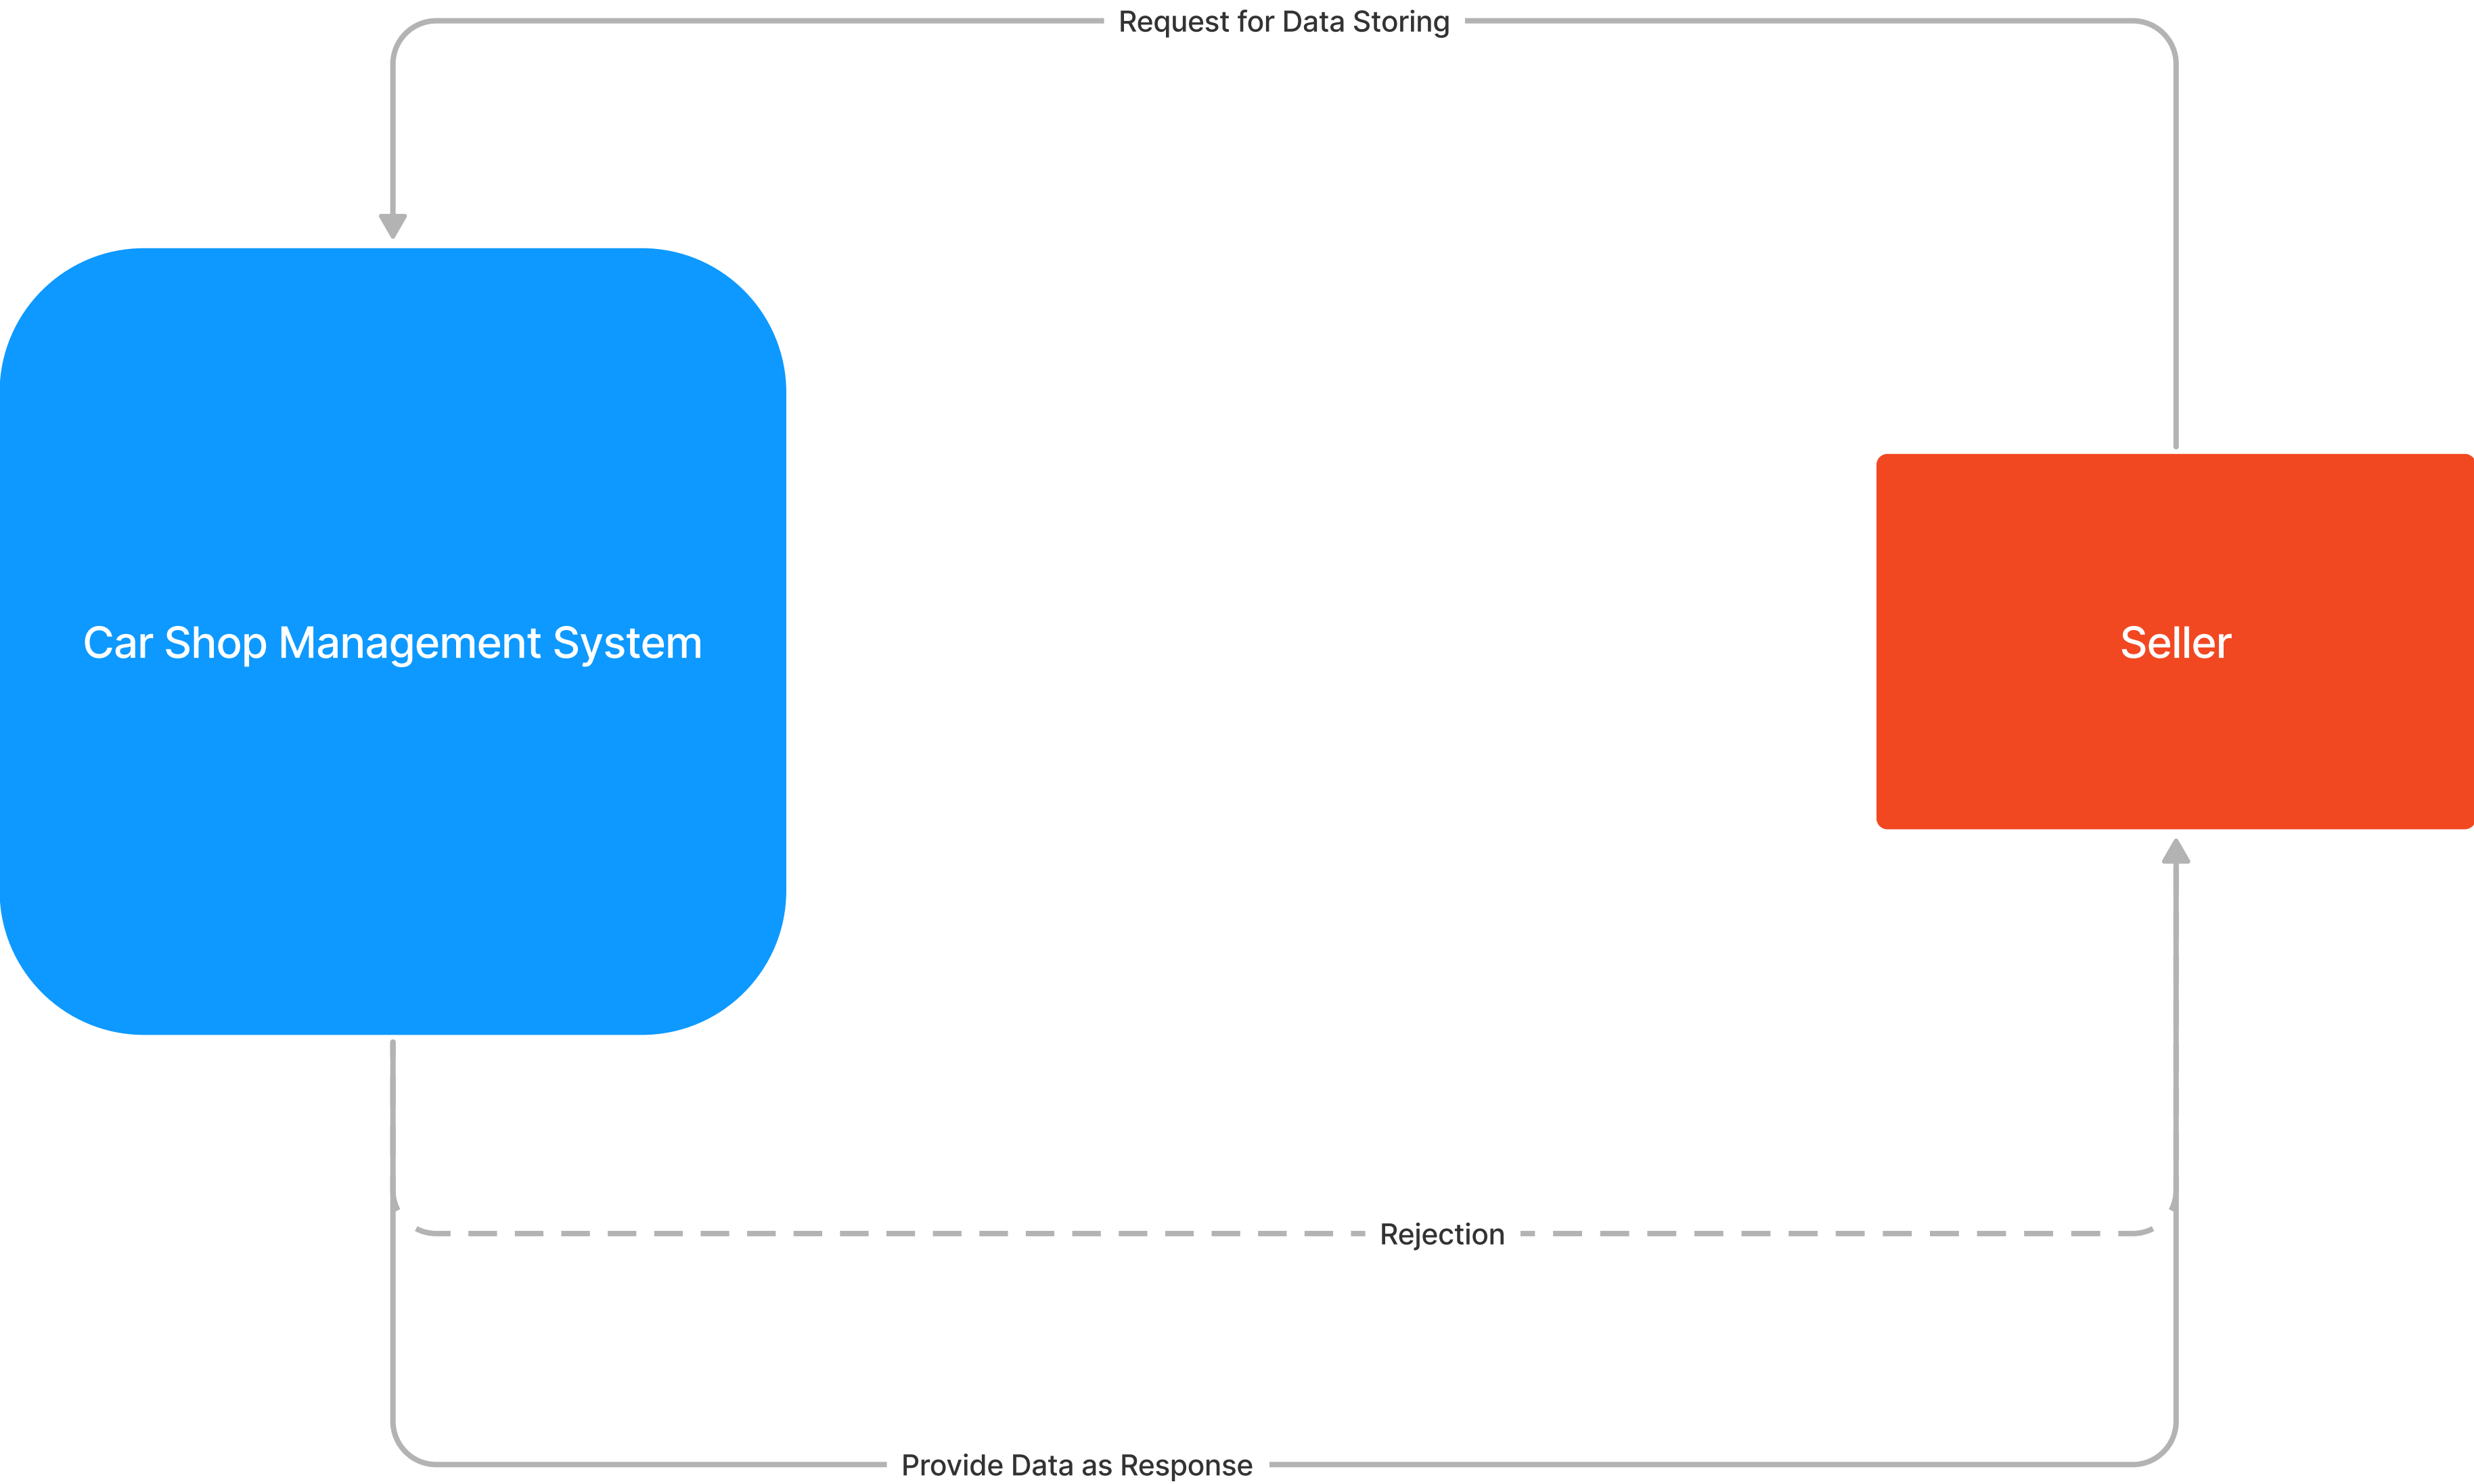 Request for Data Storing
Car Shop Management System
Seller
Rejection
Provide Data as Response